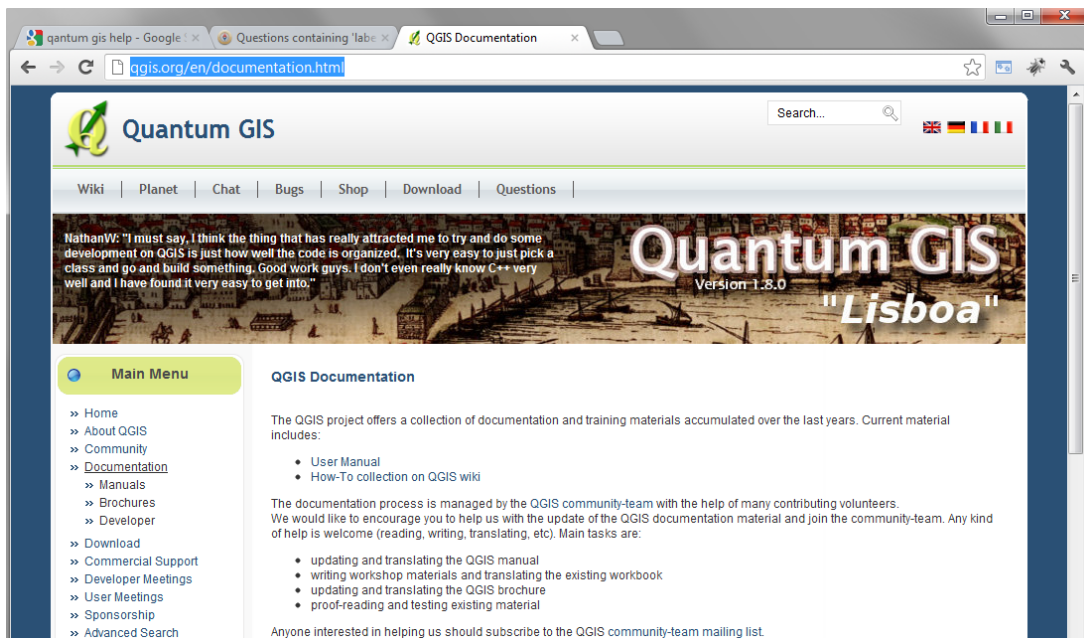 qantum gis help - Google S
Questions containing 'labe
QGIS Documentation
qgis.org/en/documentation.html
Quantum GIS
Search...
Wiki | Planet | Chat | Bugs | Shop | Download | Questions |
NathanW: "I must say, I think the thing that has really attracted me to try and do some
development on QGIS is just how well the code is organized. It's very easy to just pick a
class and go and build something. Good work guys. I don't even really know C++ very
well and I have found it very easy to get into."
Quantum GIS
Version 1.8.0
"Lisboa"
Main Menu
» Home
» About QGIS
» Community
» Documentation
» Manuals
» Brochures
» Developer
» Download
» Commercial Support
» Developer Meetings
» User Meetings
» Sponsorship
» Advanced Search
QGIS Documentation
The QGIS project offers a collection of documentation and training materials accumulated over the last years. Current material
includes:
• User Manual
• How-To collection on QGIS wiki
The documentation process is managed by the QGIS community-team with the help of many contributing volunteers.
We would like to encourage you to help us with the update of the QGIS documentation material and join the community-team. Any kind
of help is welcome (reading, writing, translating, etc). Main tasks are:
• updating and translating the QGIS manual
• writing workshop materials and translating the existing workbook
• updating and translating the QGIS brochure
• proof-reading and testing existing material
Anyone interested in helping us should subscribe to the QGIS community-team mailing list.